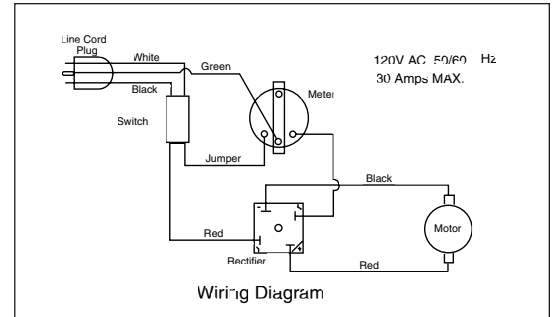 Line Cord
Plug
White
Green
Black
Meter
120V AC 50/60 Hz
30 Amps MAX.
Switch
Jumper
Black
Red
Motor
Rectifier
Red
Wiring Diagram